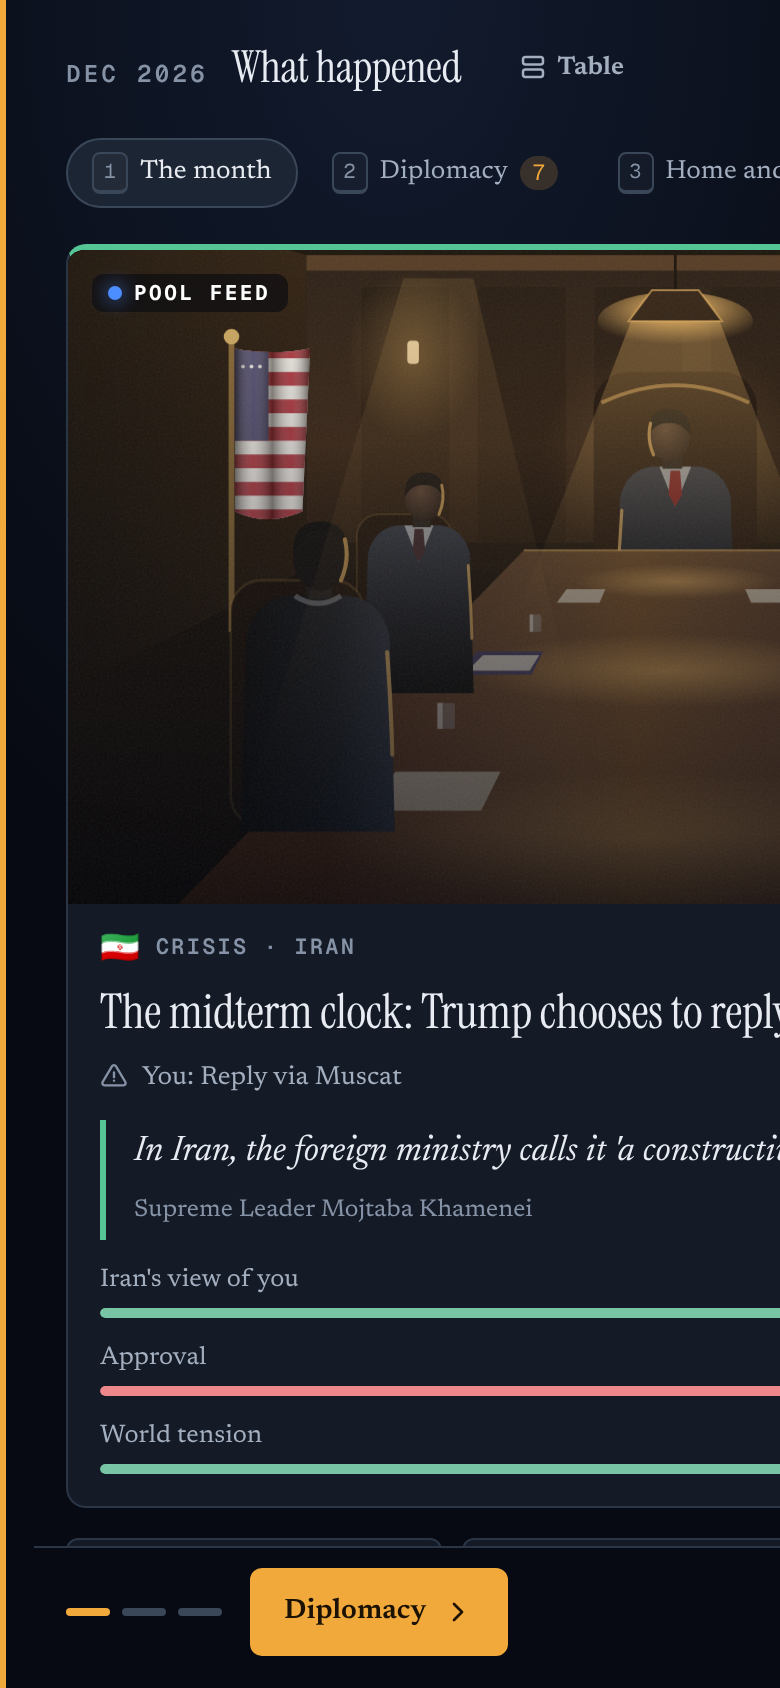 DEC 2026 What happened Table
1 The month 2 Diplomacy 7 3 Home and
POOL FEED
CRISIS · IRAN
The midterm clock: Trump chooses to reply
You: Reply via Muscat
In Iran, the foreign ministry calls it 'a constructi
Supreme Leader Mojtaba Khamenei
Iran's view of you
Approval
World tension
Diplomacy